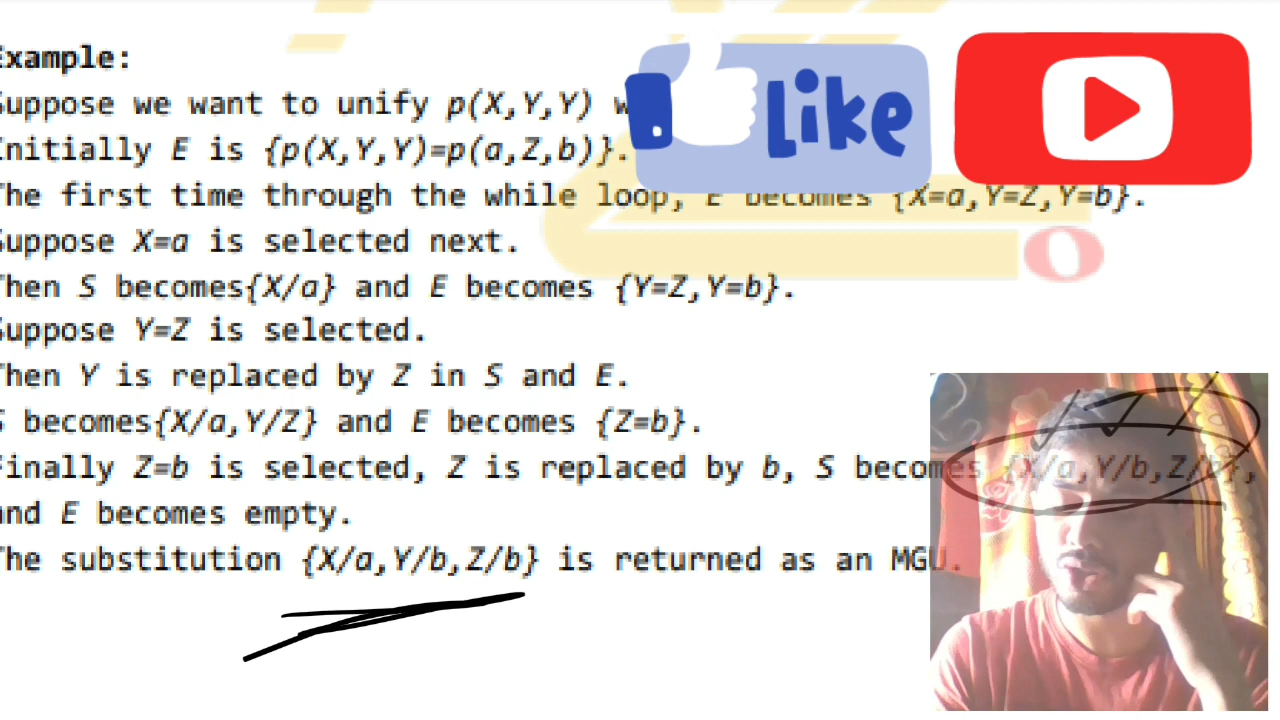 Example:
Suppose we want to unify p(X,Y,Y) w
Initially E is {p(X,Y,Y)=p(a,Z,b)}.
The first time through the while loop, E becomes {X=a,Y=Z,Y=b}.
Suppose X=a is selected next.
Then S becomes{X/a} and E becomes {Y=Z,Y=b}.
Suppose Y=Z is selected.
Then Y is replaced by Z in S and E.
S becomes{X/a,Y/Z} and E becomes {Z=b}.
Finally Z=b is selected, Z is replaced by b, S becomes {X/a,Y/b,Z/b},
and E becomes empty.
The substitution {X/a,Y/b,Z/b} is returned as an MGU.
Like